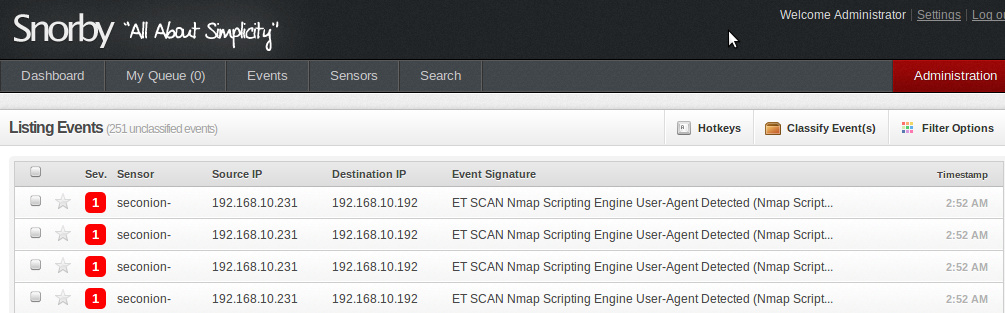 Snorby "All About Simplicity"
Welcome Administrator | Settings | Log o
Dashboard My Queue (0) Events Sensors Search Administration
Listing Events (251 unclassified events) Hotkeys Classify Event(s) Filter Options
Sev. Sensor Source IP Destination IP Event Signature Timestamp
1 seconion- 192.168.10.231 192.168.10.192 ET SCAN Nmap Scripting Engine User-Agent Detected (Nmap Script... 2:52 AM
1 seconion- 192.168.10.231 192.168.10.192 ET SCAN Nmap Scripting Engine User-Agent Detected (Nmap Script... 2:52 AM
1 seconion- 192.168.10.231 192.168.10.192 ET SCAN Nmap Scripting Engine User-Agent Detected (Nmap Script... 2:52 AM
1 seconion- 192.168.10.231 192.168.10.192 ET SCAN Nmap Scripting Engine User-Agent Detected (Nmap Script... 2:52 AM